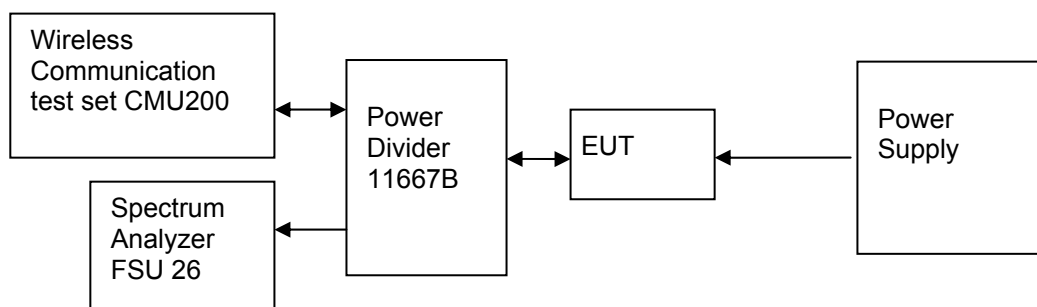 Wireless
Communication
test set CMU200
Power
Divider
11667B
EUT
Power
Supply
Spectrum
Analyzer
FSU 26